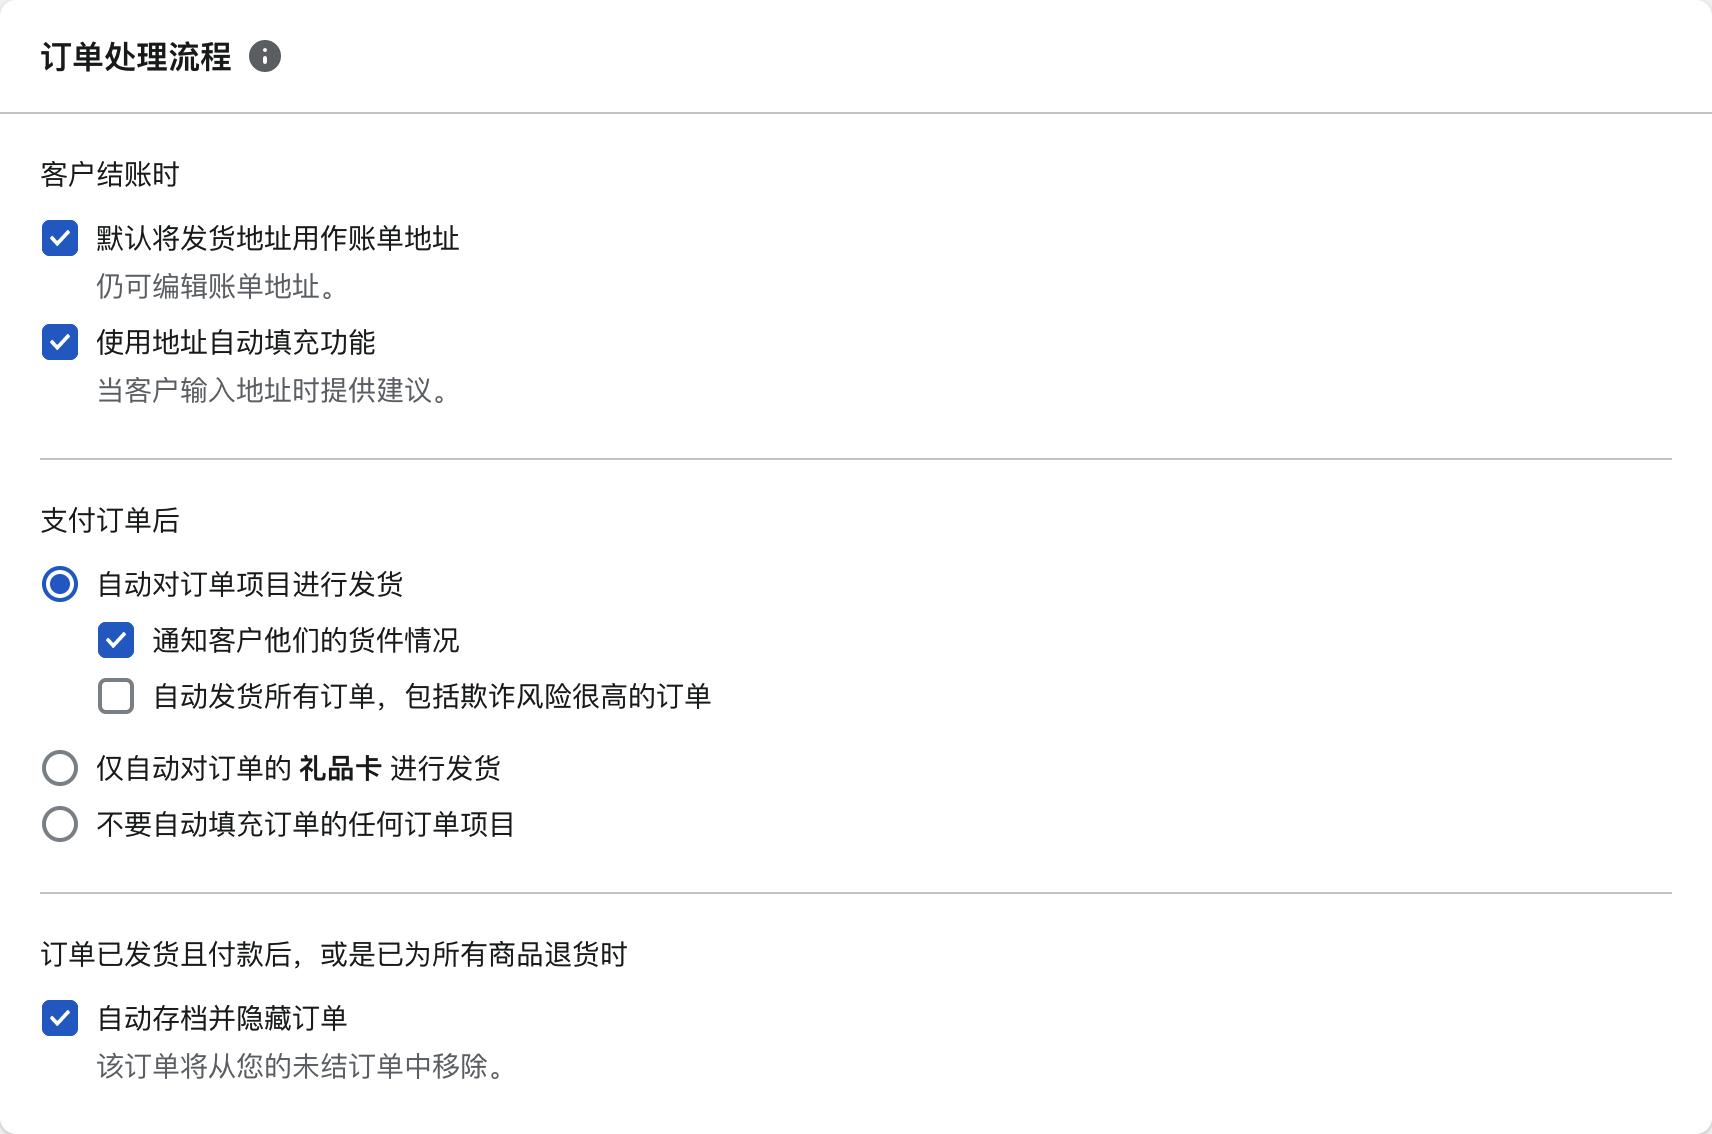 订单处理流程
客户结账时
默认将发货地址用作账单地址
仍可编辑账单地址。
使用地址自动填充功能
当客户输入地址时提供建议。
支付订单后
自动对订单项目进行发货
通知客户他们的货件情况
自动发货所有订单，包括欺诈风险很高的订单
仅自动对订单的 礼品卡 进行发货
不要自动填充订单的任何订单项目
订单已发货且付款后，或是已为所有商品退货时
自动存档并隐藏订单
该订单将从您的未结订单中移除。